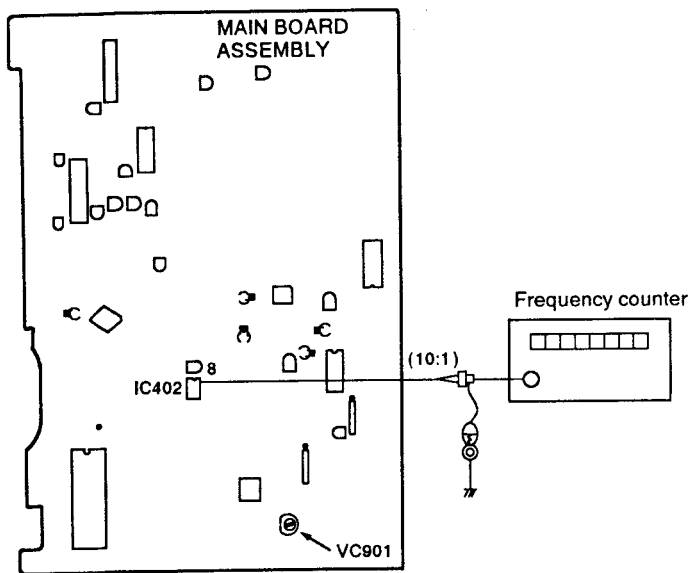 MAIN BOARD
ASSEMBLY
Frequency counter
(10:1)
8
IC402
VC901